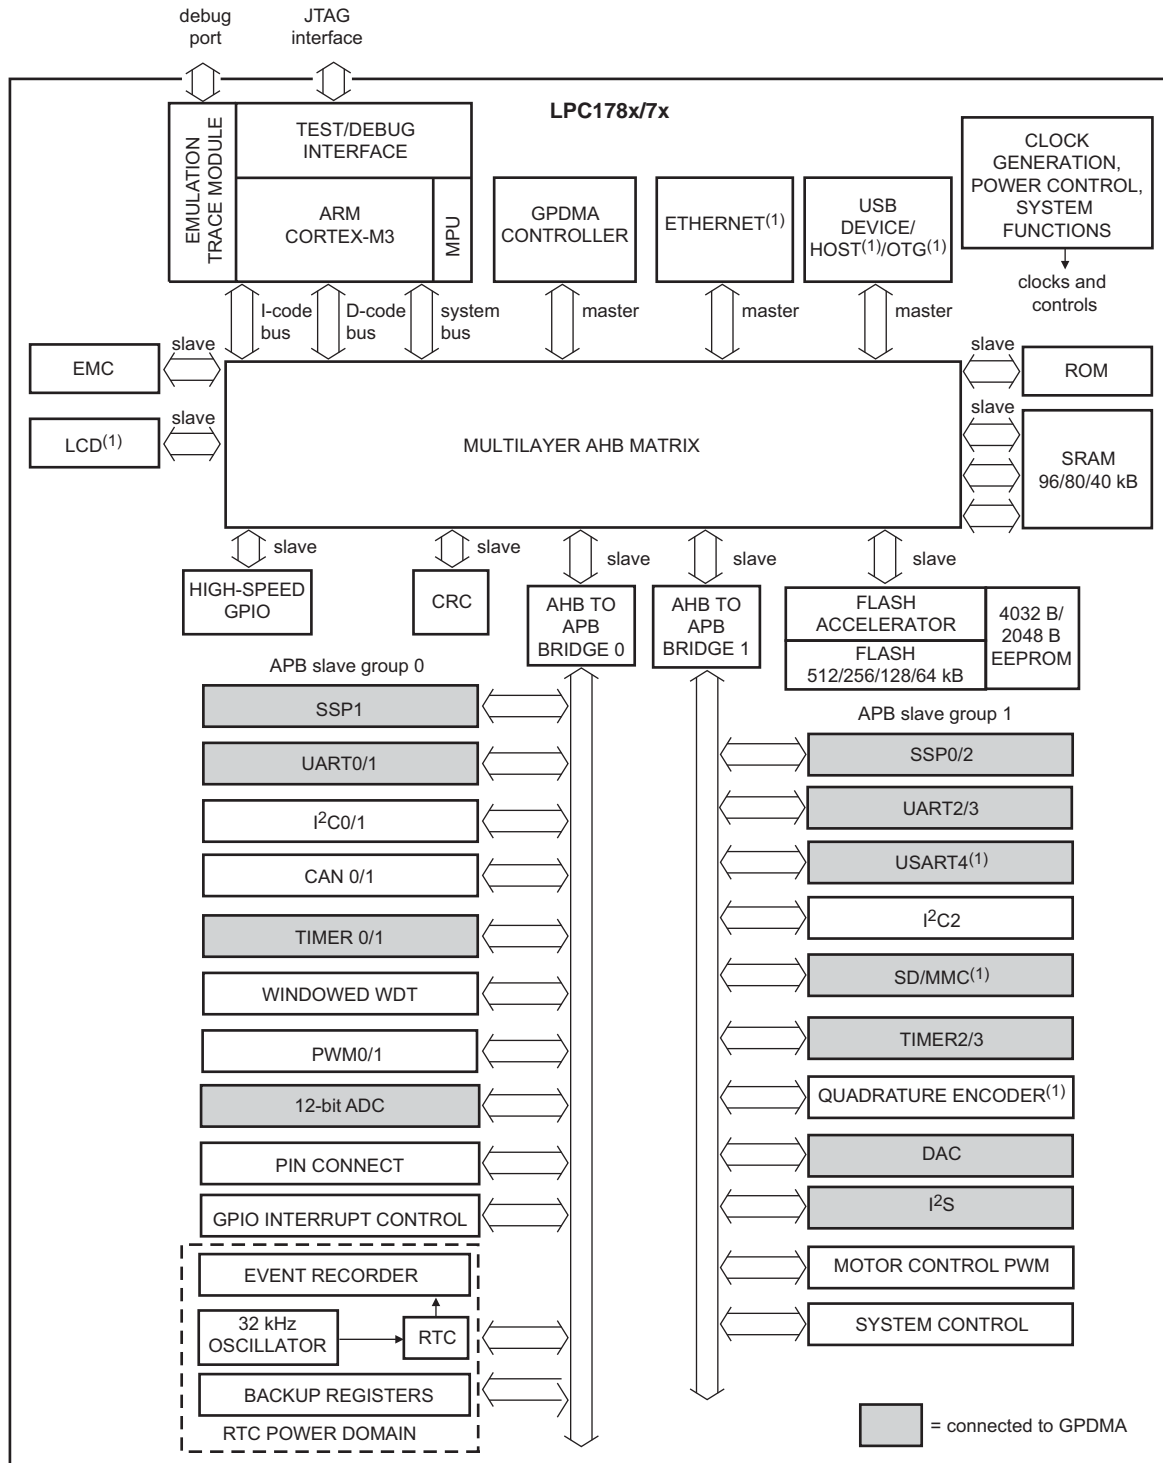 debug
port
JTAG
interface
LPC178x/7x
EMULATION
TRACE MODULE
TEST/DEBUG
INTERFACE
ARM
CORTEX-M3
MPU
GPDMA
CONTROLLER
ETHERNET(1)
USB
DEVICE/
HOST(1)/OTG(1)
CLOCK
GENERATION,
POWER CONTROL,
SYSTEM
FUNCTIONS
clocks and
controls
I-code
bus
D-code
bus
system
bus
master
master
master
slave
EMC
slave
LCD(1)
MULTILAYER AHB MATRIX
slave
ROM
slave
SRAM
96/80/40 kB
slave
HIGH-SPEED
GPIO
slave
CRC
slave
AHB TO
APB
BRIDGE 0
slave
AHB TO
APB
BRIDGE 1
slave
FLASH
ACCELERATOR
FLASH
512/256/128/64 kB
4032 B/
2048 B
EEPROM
APB slave group 0
SSP1
UART0/1
I2C0/1
CAN 0/1
TIMER 0/1
WINDOWED WDT
PWM0/1
12-bit ADC
PIN CONNECT
GPIO INTERRUPT CONTROL
EVENT RECORDER
32 kHz
OSCILLATOR
RTC
BACKUP REGISTERS
RTC POWER DOMAIN
APB slave group 1
SSP0/2
UART2/3
USART4(1)
I2C2
SD/MMC(1)
TIMER2/3
QUADRATURE ENCODER(1)
DAC
I2S
MOTOR CONTROL PWM
SYSTEM CONTROL
= connected to GPDMA